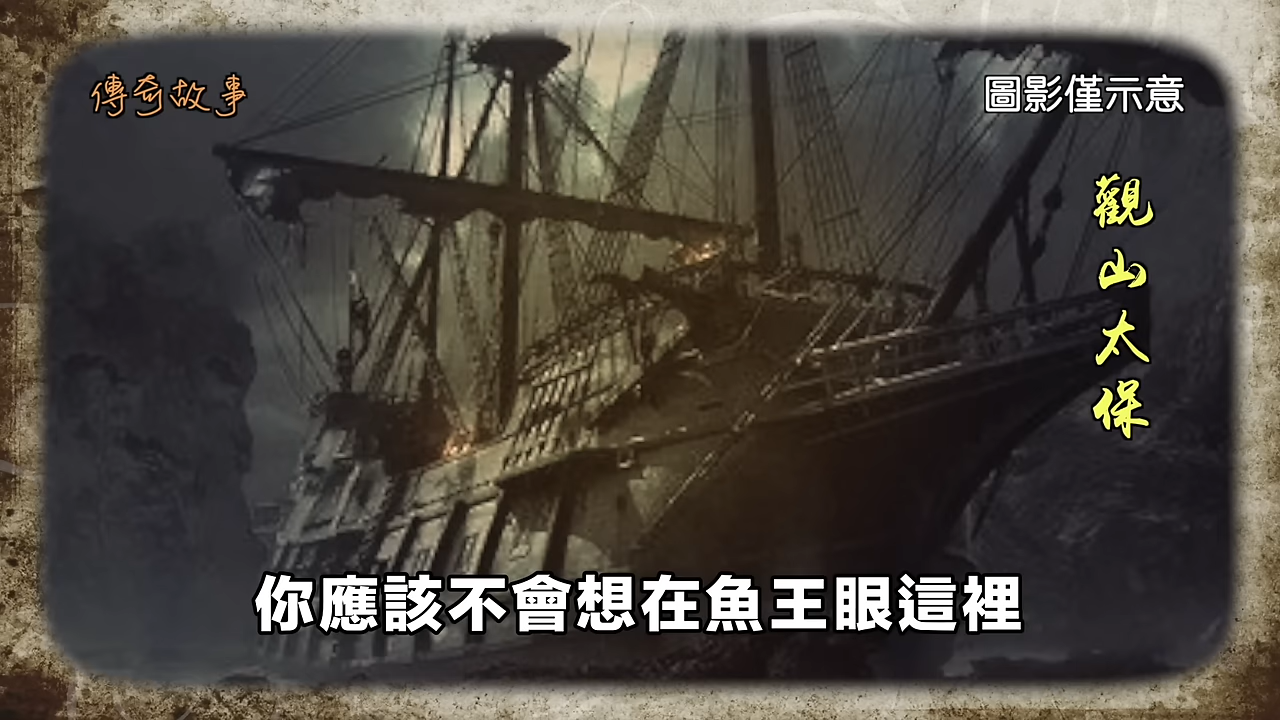 傳奇故事
圖影僅示意
觀山太保
你應該不會想在魚王眼這裡